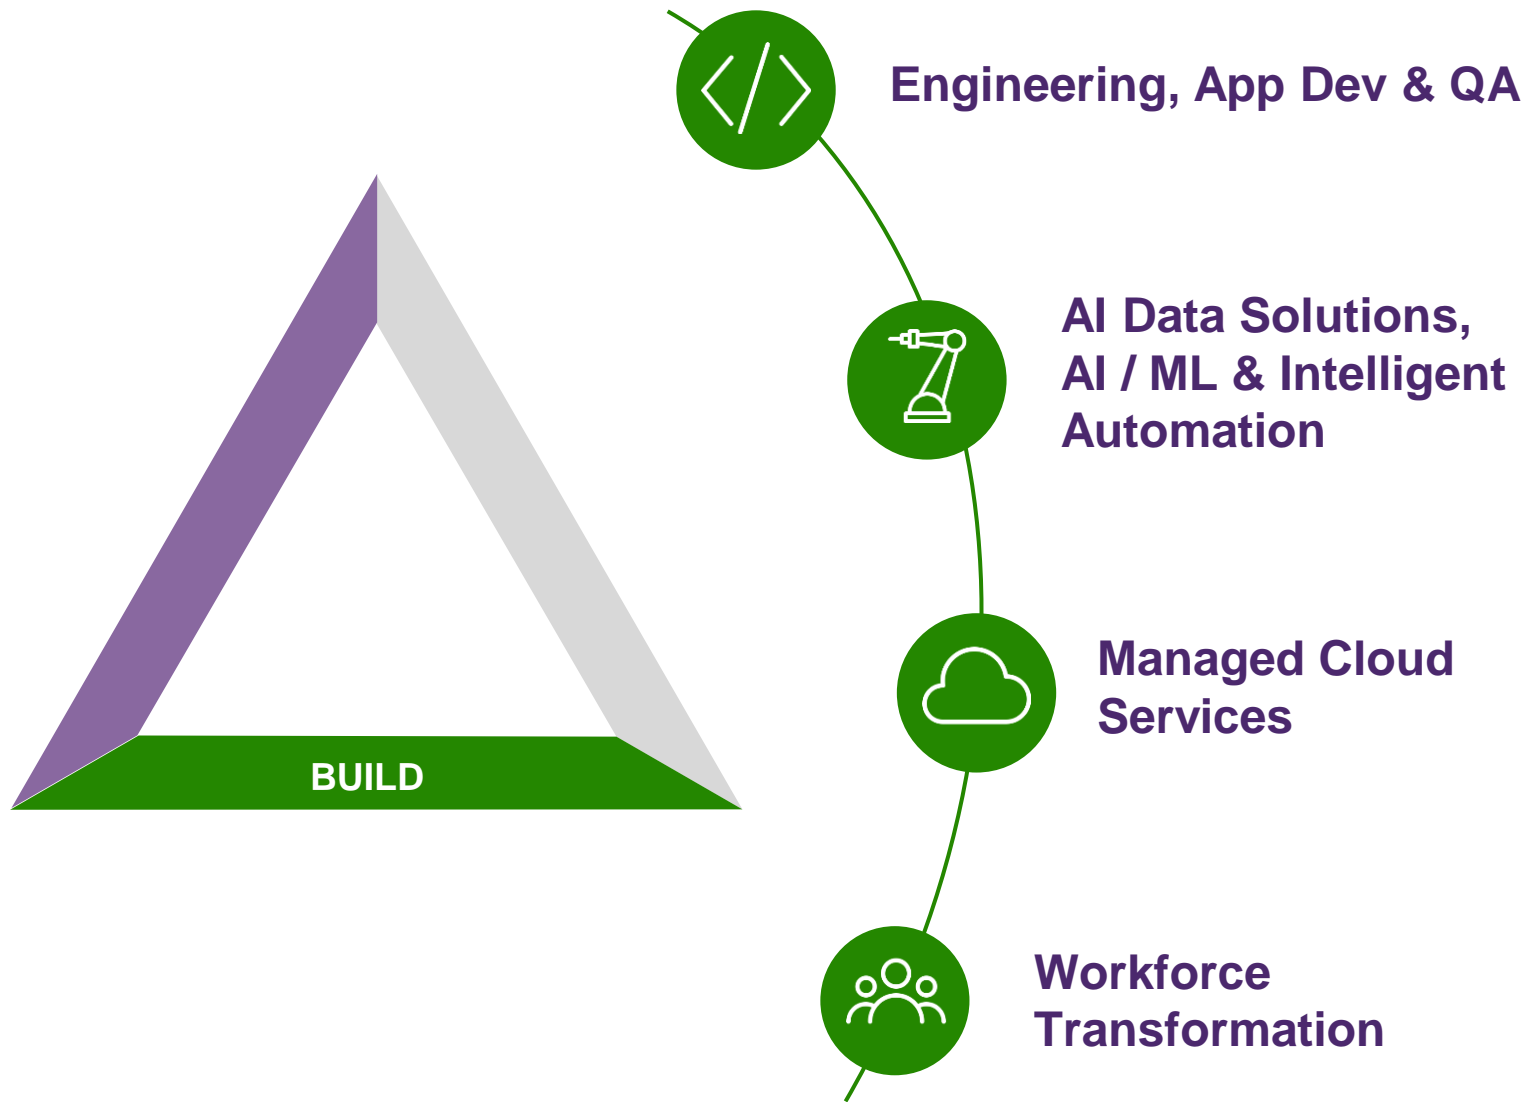 Engineering, App Dev & QA
AI Data Solutions,
AI / ML & Intelligent
Automation
BUILD
Managed Cloud
Services
Workforce
Transformation